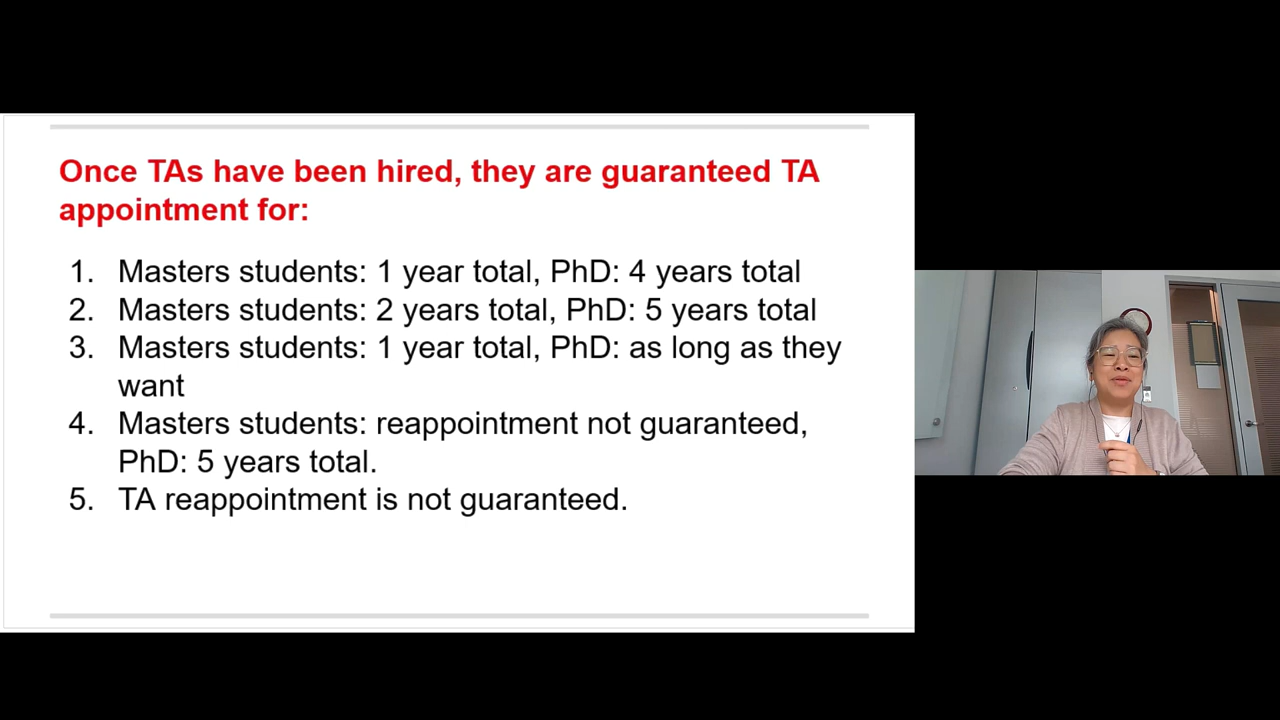 Once TAs have been hired, they are guaranteed TA
appointment for:
1. Masters students: 1 year total, PhD: 4 years total
2. Masters students: 2 years total, PhD: 5 years total
3. Masters students: 1 year total, PhD: as long as they
want
4. Masters students: reappointment not guaranteed,
PhD: 5 years total.
5. TA reappointment is not guaranteed.